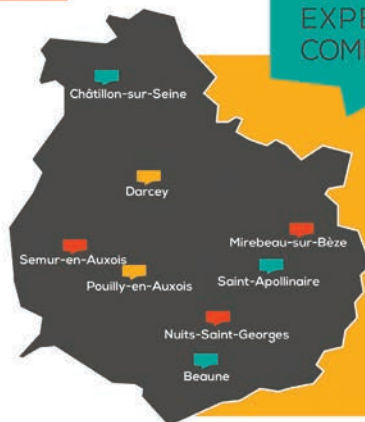 EXPE
COM
Châtillon-sur-Seine
Darcey
Mirebeau-sur-Bèze
Semur-en-Auxois
Saint-Apollinaire
Pouilly-en-Auxois
Nuits-Saint-Georges
Beaune